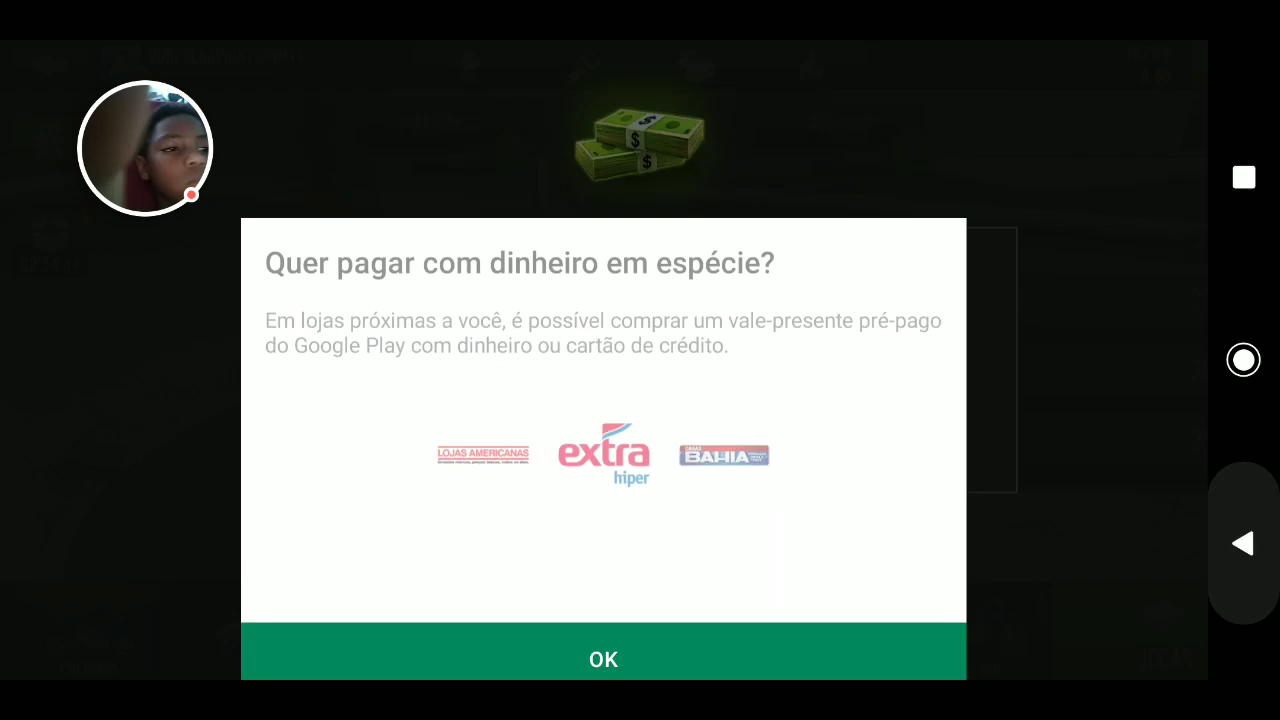 Quer pagar com dinheiro em espécie?
Em lojas próximas a você, é possível comprar um vale-presente pré-pago
do Google Play com dinheiro ou cartão de crédito.
LOJAS AMERICANAS
extra
hiper
CASAS
BAHIA
OK